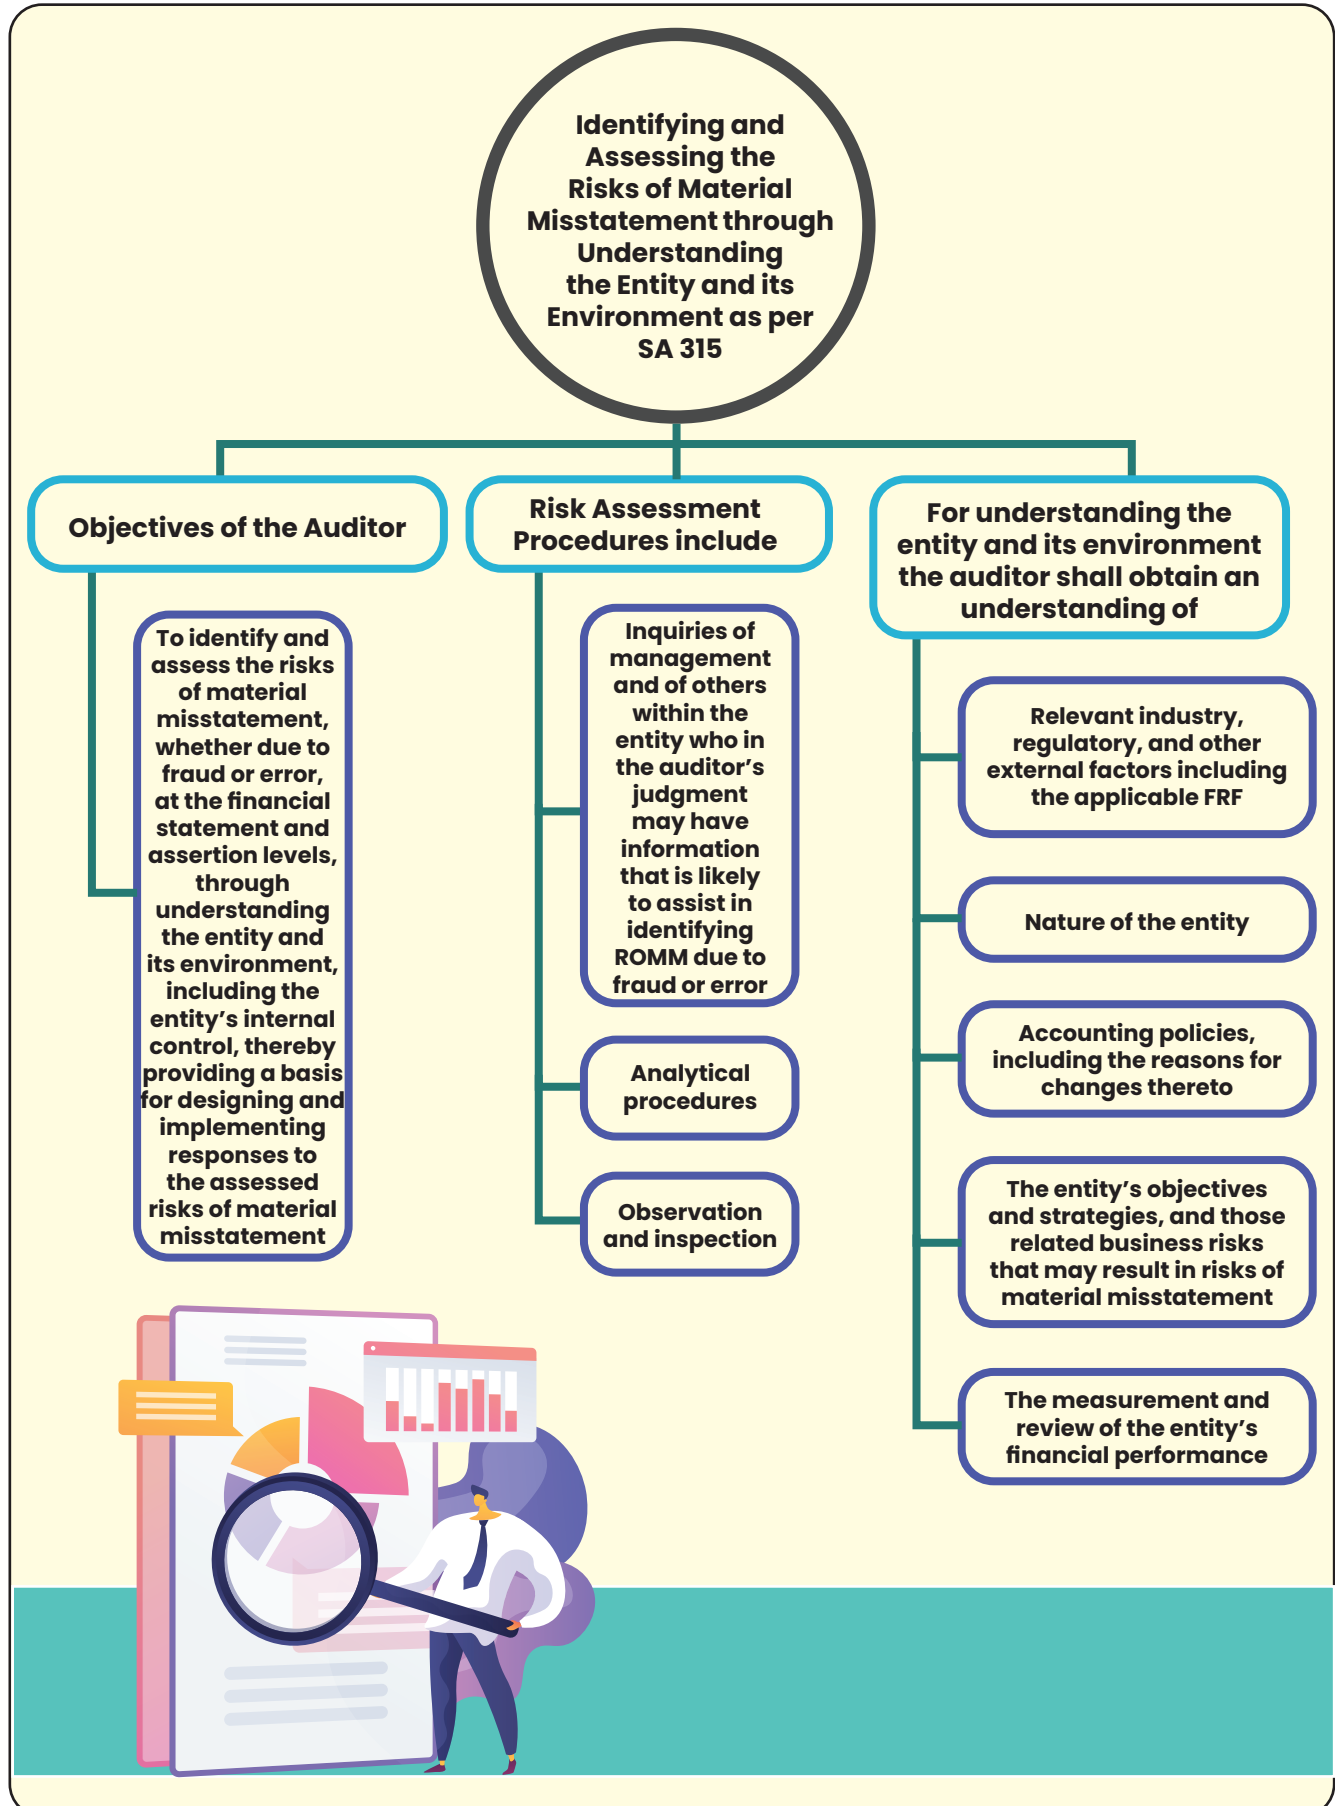 Identifying and
Assessing the
Risks of Material
Misstatement through
Understanding
the Entity and its
Environment as per
SA 315
Objectives of the Auditor
To identify and
assess the risks
of material
misstatement,
whether due to
fraud or error,
at the financial
statement and
assertion levels,
through
understanding
the entity and
its environment,
including the
entity’s internal
control, thereby
providing a basis
for designing and
implementing
responses to
the assessed
risks of material
misstatement
Risk Assessment
Procedures include
Inquiries of
management
and of others
within the
entity who in
the auditor’s
judgment
may have
information
that is likely
to assist in
identifying
ROMM due to
fraud or error
Analytical
procedures
Observation
and inspection
For understanding the
entity and its environment
the auditor shall obtain an
understanding of
Relevant industry,
regulatory, and other
external factors including
the applicable FRF
Nature of the entity
Accounting policies,
including the reasons for
changes thereto
The entity’s objectives
and strategies, and those
related business risks
that may result in risks of
material misstatement
The measurement and
review of the entity’s
financial performance